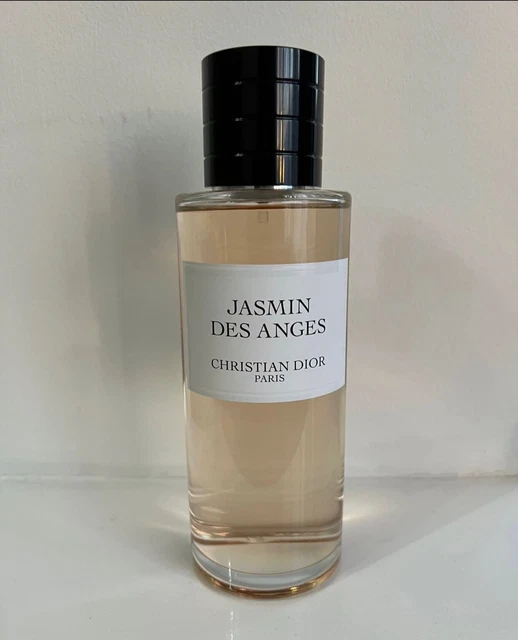 JASMIN
DES ANGES
CHRISTIAN DIOR
PARIS